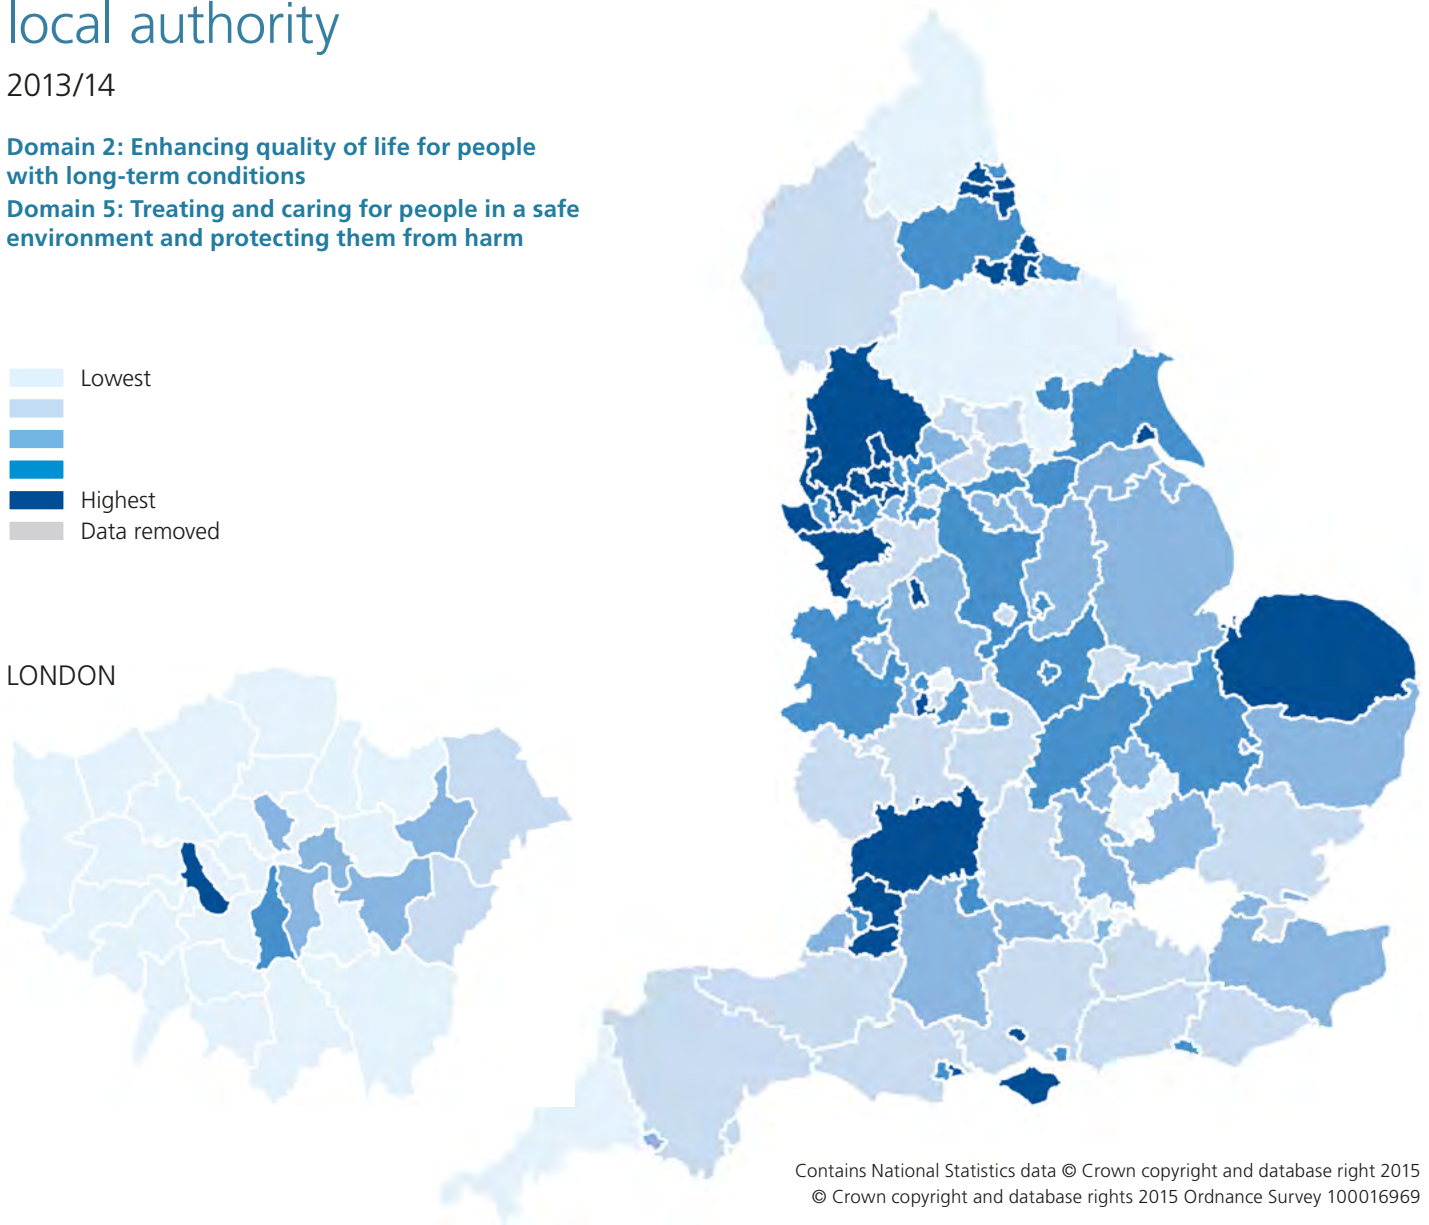 local authority
2013/14
Domain 2: Enhancing quality of life for people
with long-term conditions
Domain 5: Treating and caring for people in a safe
environment and protecting them from harm
Lowest
Highest
Data removed
LONDON
Contains National Statistics data © Crown copyright and database right 2015
© Crown copyright and database rights 2015 Ordnance Survey 100016969